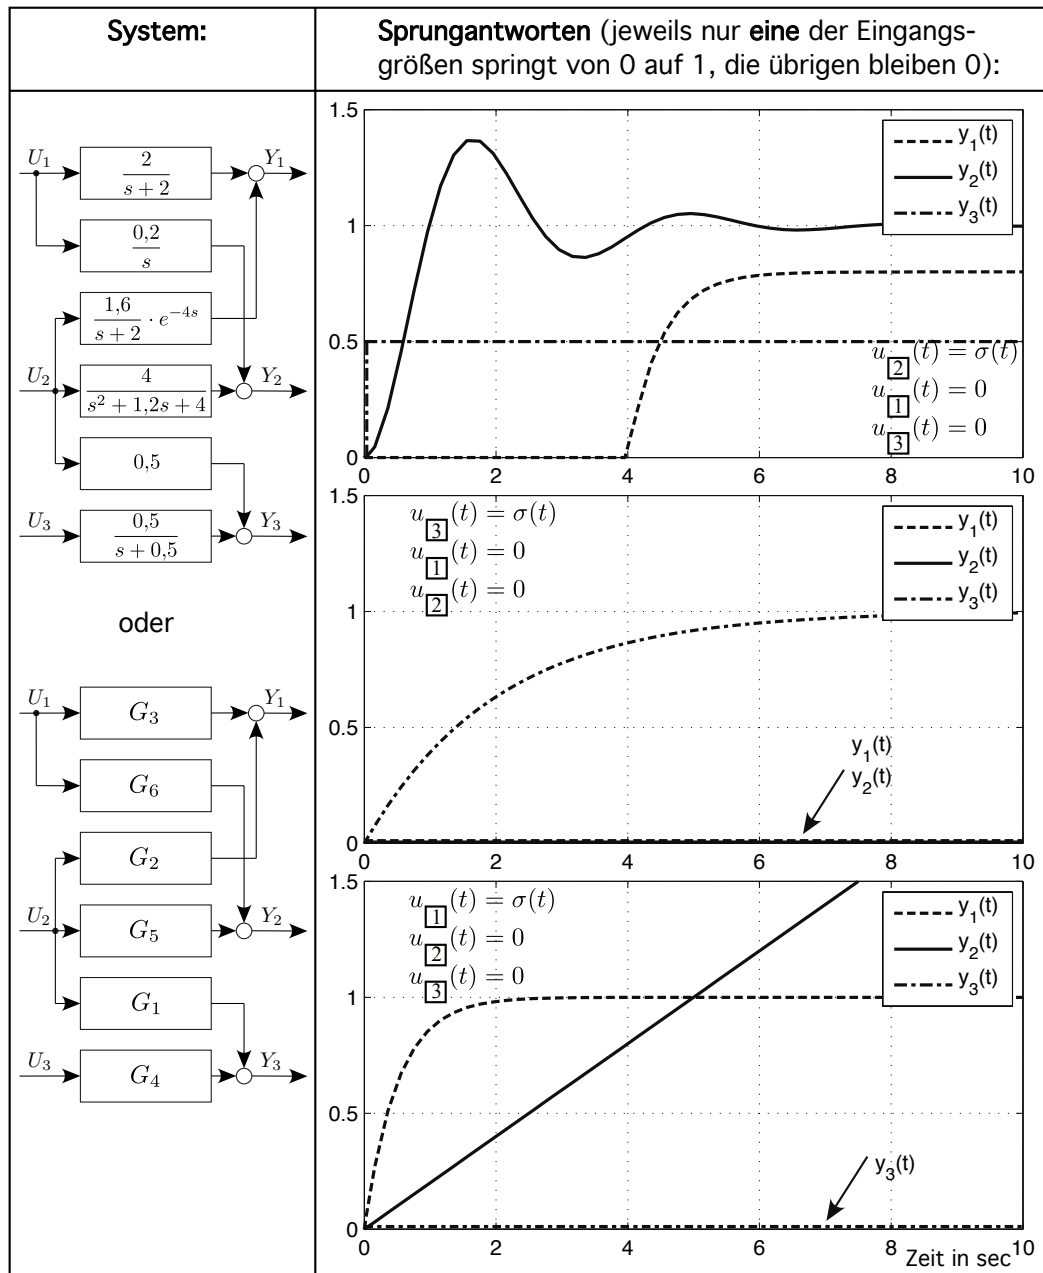 System:
Sprungantworten (jeweils nur eine der Eingangs-
größen springt von 0 auf 1, die übrigen bleiben 0):
U₁
2
s + 2
Y₁
0,2
s
1,6
s + 2
· e⁻⁴ˢ
U₂
4
s² + 1,2s + 4
Y₂
0,5
U₃
0,5
s + 0,5
Y₃
oder
U₁
G₃
Y₁
G₆
G₂
U₂
G₅
Y₂
G₁
U₃
G₄
Y₃
1.5
1
0.5
0
y₁(t)
y₂(t)
y₃(t)
u₂(t) = σ(t)
u₁(t) = 0
u₃(t) = 0
0 2 4 6 8 10
1.5
1
0.5
0
u₃(t) = σ(t)
u₁(t) = 0
u₂(t) = 0
y₁(t)
y₂(t)
y₃(t)
y₁(t)
y₂(t)
0 2 4 6 8 10
1.5
1
0.5
0
u₁(t) = σ(t)
u₂(t) = 0
u₃(t) = 0
y₁(t)
y₂(t)
y₃(t)
y₃(t)
0 2 4 6 8 10
Zeit in sec